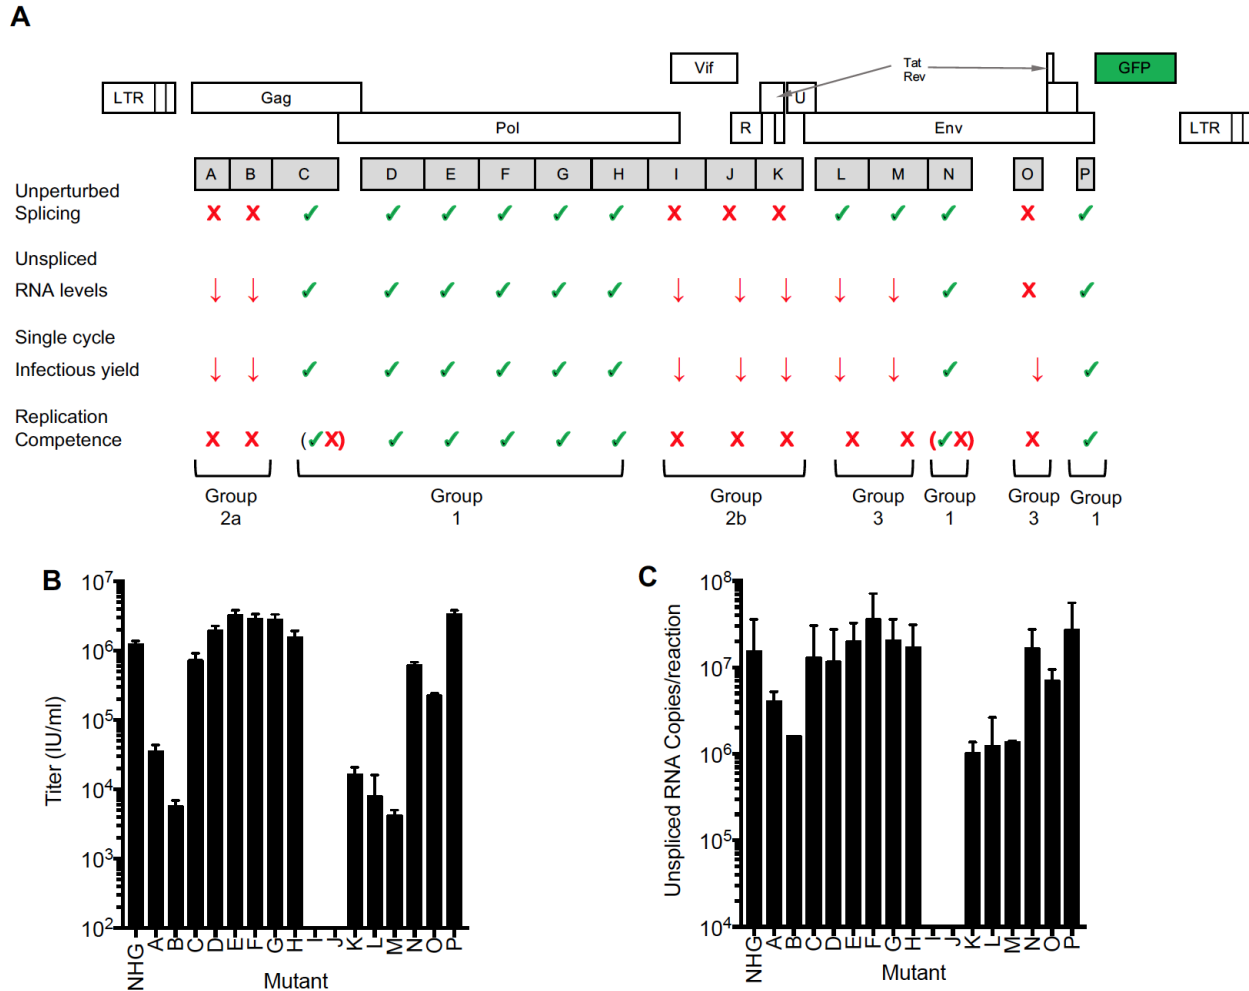 A
Vif
Tat
Rev
GFP
LTR
Gag
U
Pol
R
Env
LTR
A B C D E F G H I J K L M N O P
Unperturbed
Splicing
X X ✓ ✓ ✓ ✓ ✓ ✓ X X X ✓ ✓ ✓ X ✓
Unspliced
RNA levels
↓ ↓ ✓ ✓ ✓ ✓ ✓ ✓ ↓ ↓ ↓ ↓ ↓ ✓ X ✓
Single cycle
Infectious yield
↓ ↓ ✓ ✓ ✓ ✓ ✓ ✓ ↓ ↓ ↓ ↓ ↓ ✓ ↓ ✓
Replication
Competence
X X (✓X) ✓ ✓ ✓ ✓ ✓ X X X X X (✓X) X ✓
Group
2a
Group
1
Group
2b
Group
3
Group
1
Group
3
Group
1
B
10^7
10^6
10^5
10^4
10^3
10^2
Titer (IU/ml)
NHG A B C D E F G H I J K L M N O P
Mutant
C
10^8
10^7
10^6
10^5
10^4
Unspliced RNA Copies/reaction
NHG A B C D E F G H I J K L M N O P
Mutant